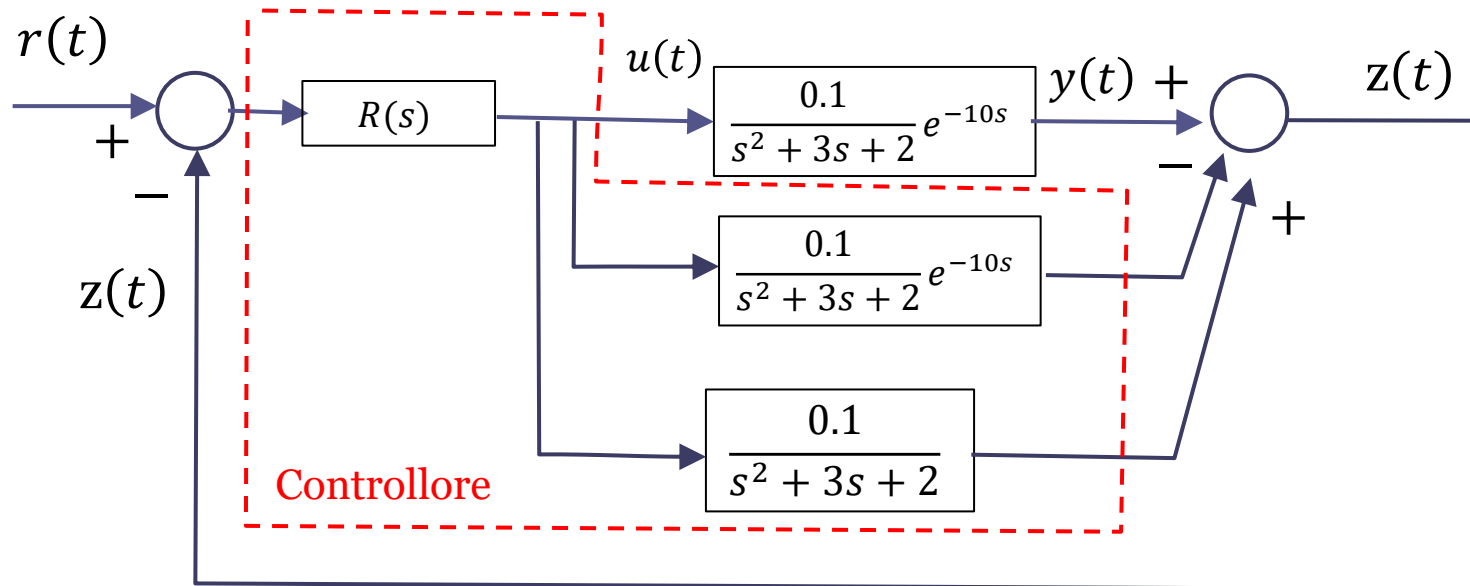 r(t)
+
−
R(s)
u(t)
0.1
s² + 3s + 2
e⁻¹⁰ˢ
y(t)
+
z(t)
−
0.1
s² + 3s + 2
e⁻¹⁰ˢ
+
z(t)
0.1
s² + 3s + 2
Controllore